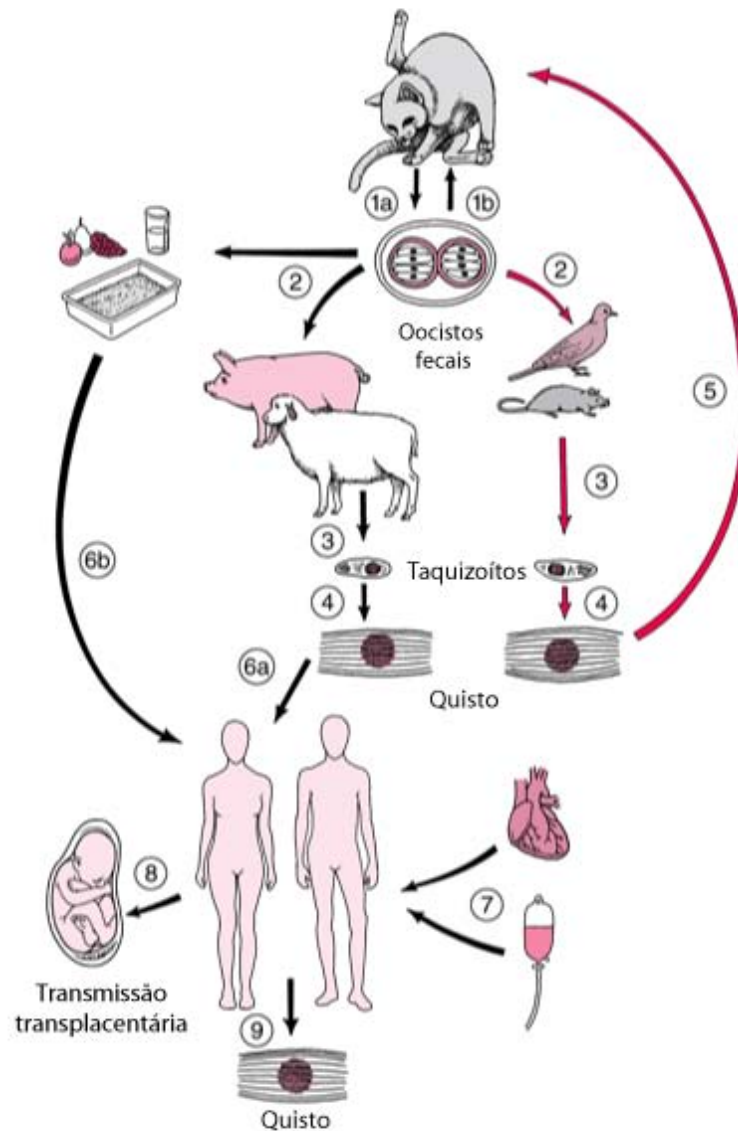 1a
1b
2
2
Oocistos
fecais
5
3
3
Taquizoítos
6b
4
4
6a
Quisto
8
7
Transmissão
transplacentária
9
Quisto